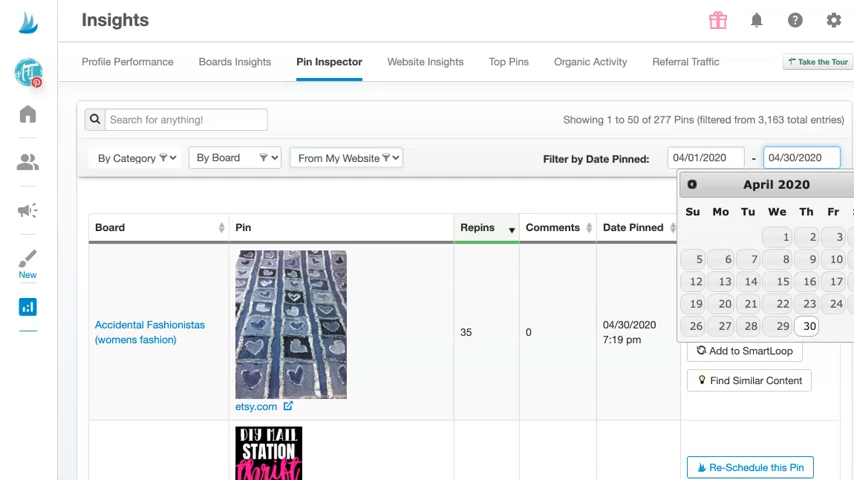 Insights
Profile Performance Boards Insights Pin Inspector Website Insights Top Pins Organic Activity Referral Traffic Take the Tour
Search for anything! Showing 1 to 50 of 277 Pins (filtered from 3,163 total entries)
By Category By Board From My Website Filter by Date Pinned: 04/01/2020 - 04/30/2020
April 2020
Su Mo Tu We Th Fr
1 2 3
5 6 7 8 9 10
12 13 14 15 16 17
19 20 21 22 23 24
26 27 28 29 30
Board Pin Repins Comments Date Pinned
New
Accidental Fashionistas
(womens fashion)
35 0
04/30/2020
7:19 pm
Add to SmartLoop
Find Similar Content
etsy.com
DIY MAIL
STATION
thrift
Re-Schedule this Pin